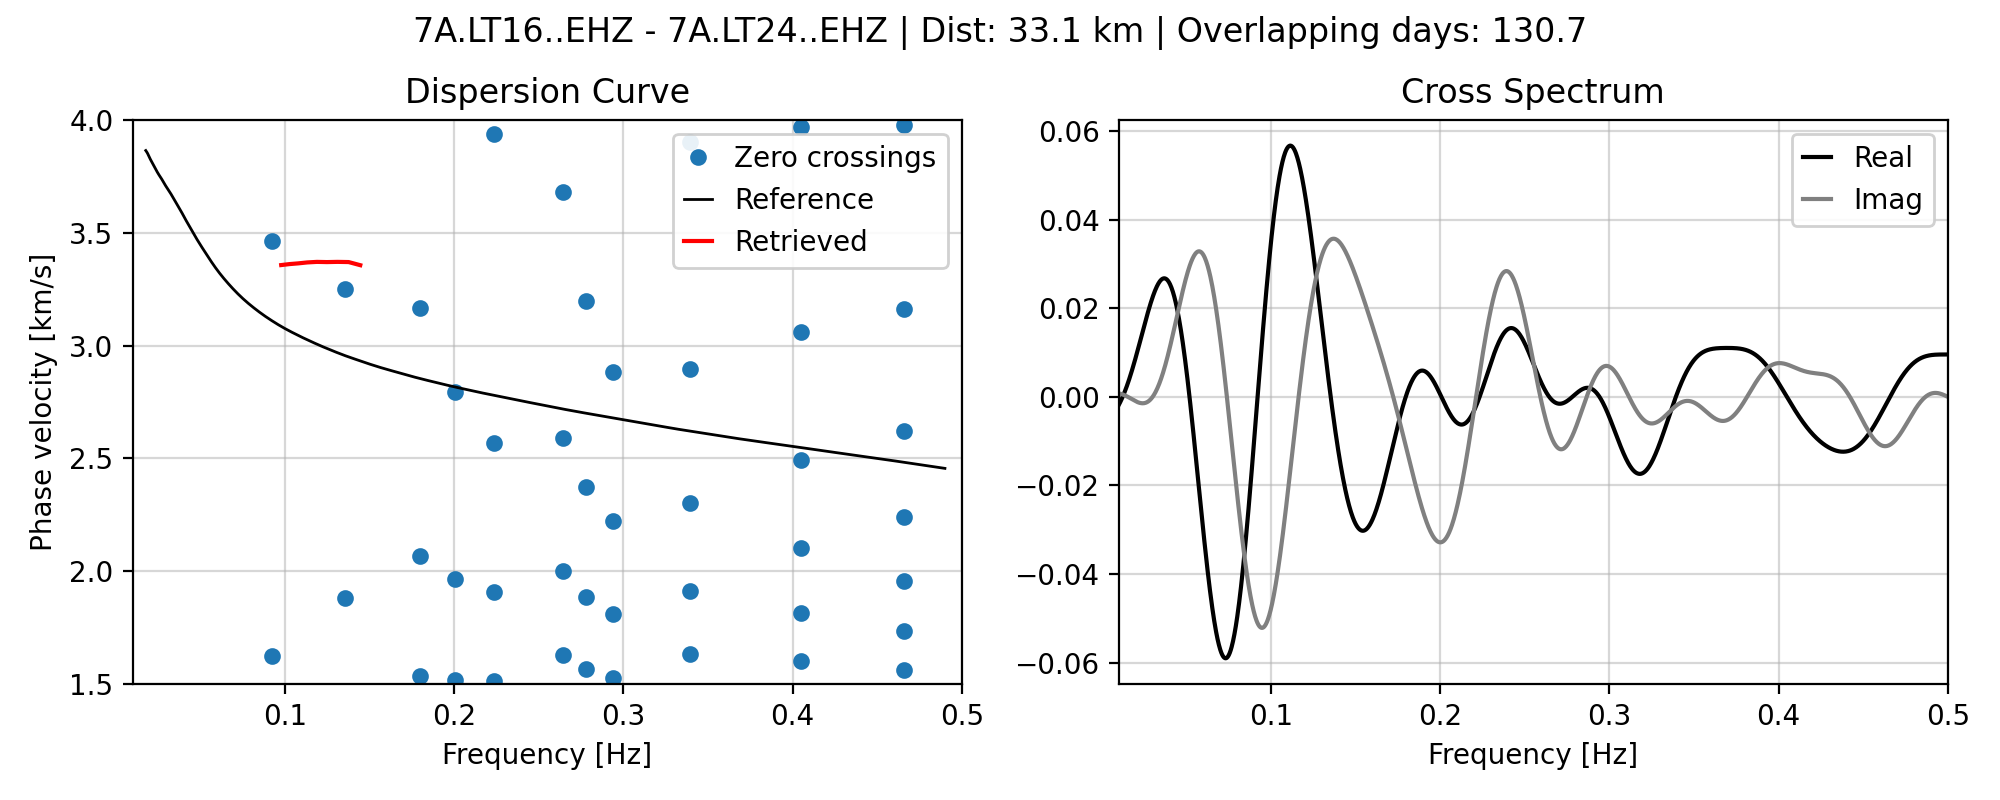 7A.LT16..EHZ - 7A.LT24..EHZ | Dist: 33.1 km | Overlapping days: 130.7
Dispersion Curve
Phase velocity [km/s]
4.0
3.5
3.0
2.5
2.0
1.5
0.1
0.2
0.3
0.4
0.5
Frequency [Hz]
Zero crossings
Reference
Retrieved
Cross Spectrum
0.06
0.04
0.02
0.00
−0.02
−0.04
−0.06
0.1
0.2
0.3
0.4
0.5
Frequency [Hz]
Real
Imag